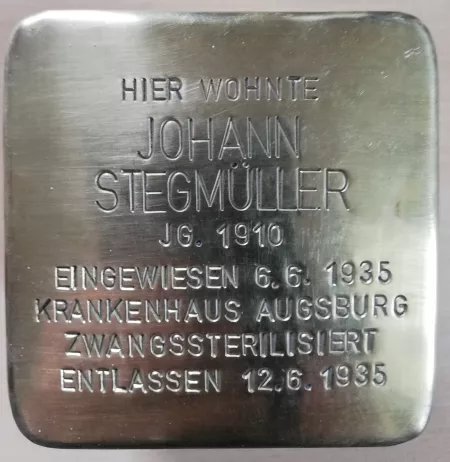 HIER WOHNTE
JOHANN
STEGMÜLLER
JG. 1910
EINGEWIESEN 6.6. 1935
KRANKENHAUS AUGSBURG
ZWANGSSTERILISIERT
ENTLASSEN 12.6.1935